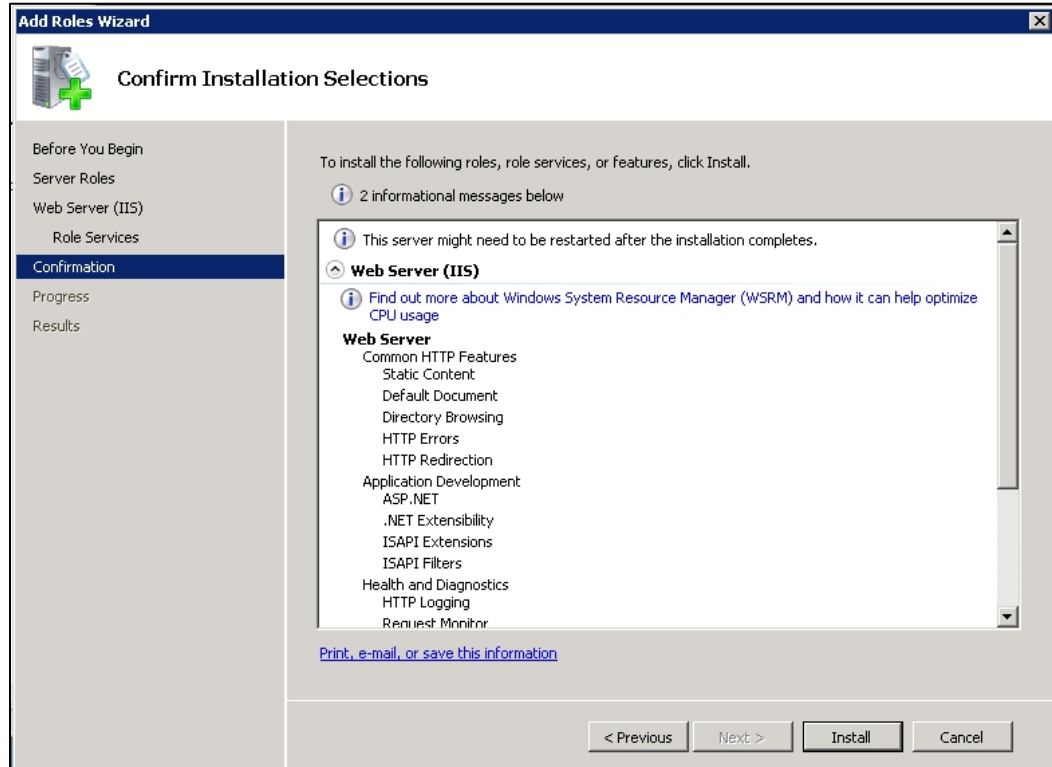 Add Roles Wizard
Confirm Installation Selections
Before You Begin
Server Roles
Web Server (IIS)
Role Services
Confirmation
Progress
Results
To install the following roles, role services, or features, click Install.
2 informational messages below
This server might need to be restarted after the installation completes.
Web Server (IIS)
Find out more about Windows System Resource Manager (WSRM) and how it can help optimize
CPU usage
Web Server
Common HTTP Features
Static Content
Default Document
Directory Browsing
HTTP Errors
HTTP Redirection
Application Development
ASP.NET
.NET Extensibility
ISAPI Extensions
ISAPI Filters
Health and Diagnostics
HTTP Logging
Request Monitor
Print, e-mail, or save this information
< Previous
Next >
Install
Cancel